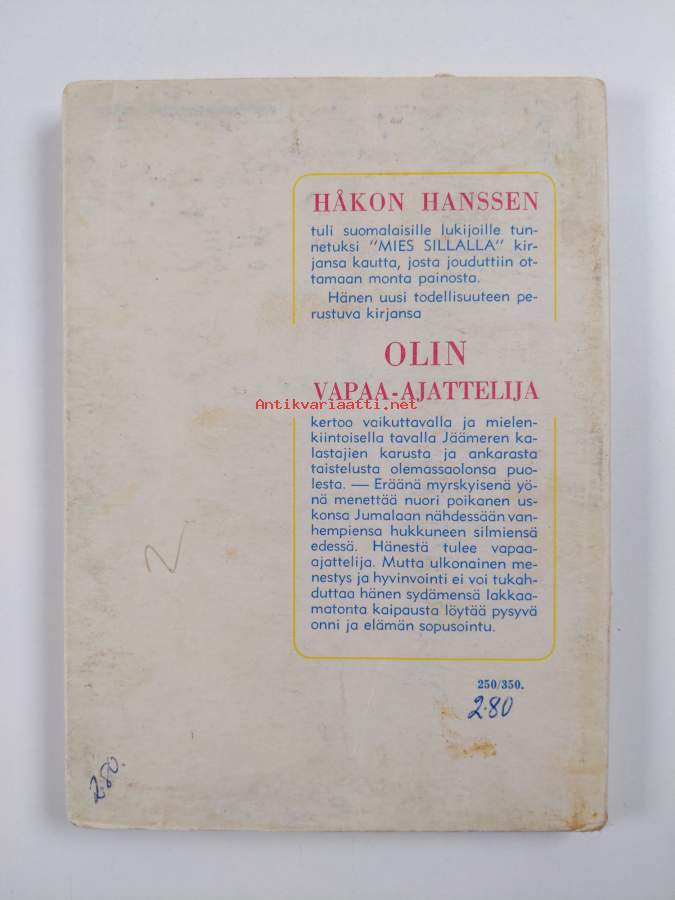 HÅKON HANSSEN
tuli suomalaisille lukijoille tun-
netuksi "MIES SILLALLA" kir-
jansa kautta, josta jouduttiin ot-
tamaan monta painosta.
Hänen uusi todellisuuteen pe-
rustuva kirjansa
OLIN
VAPAA-AJATTELIJA
Antikvariaatti.net
kertoo vaikuttavalla ja mielen-
kiintoisella tavalla Jäämeren ka-
lastajien karusta ja ankarasta
taistelusta olemassaolonsa puo-
lesta. — Eräänä myrskyisenä yö-
nä menettää nuori poikanen us-
konsa Jumalaan nähdessään van-
hempiensa hukkuneen silmiensä
edessä. Hänestä tulee vapaa-
ajattelija. Mutta ulkonainen me-
nestys ja hyvinvointi ei voi tukah-
duttaa hänen sydämensä lakkaa-
matonta kaipausta löytää pysyvä
onni ja elämän sopusointu.
250/350.
2.80
2.80.